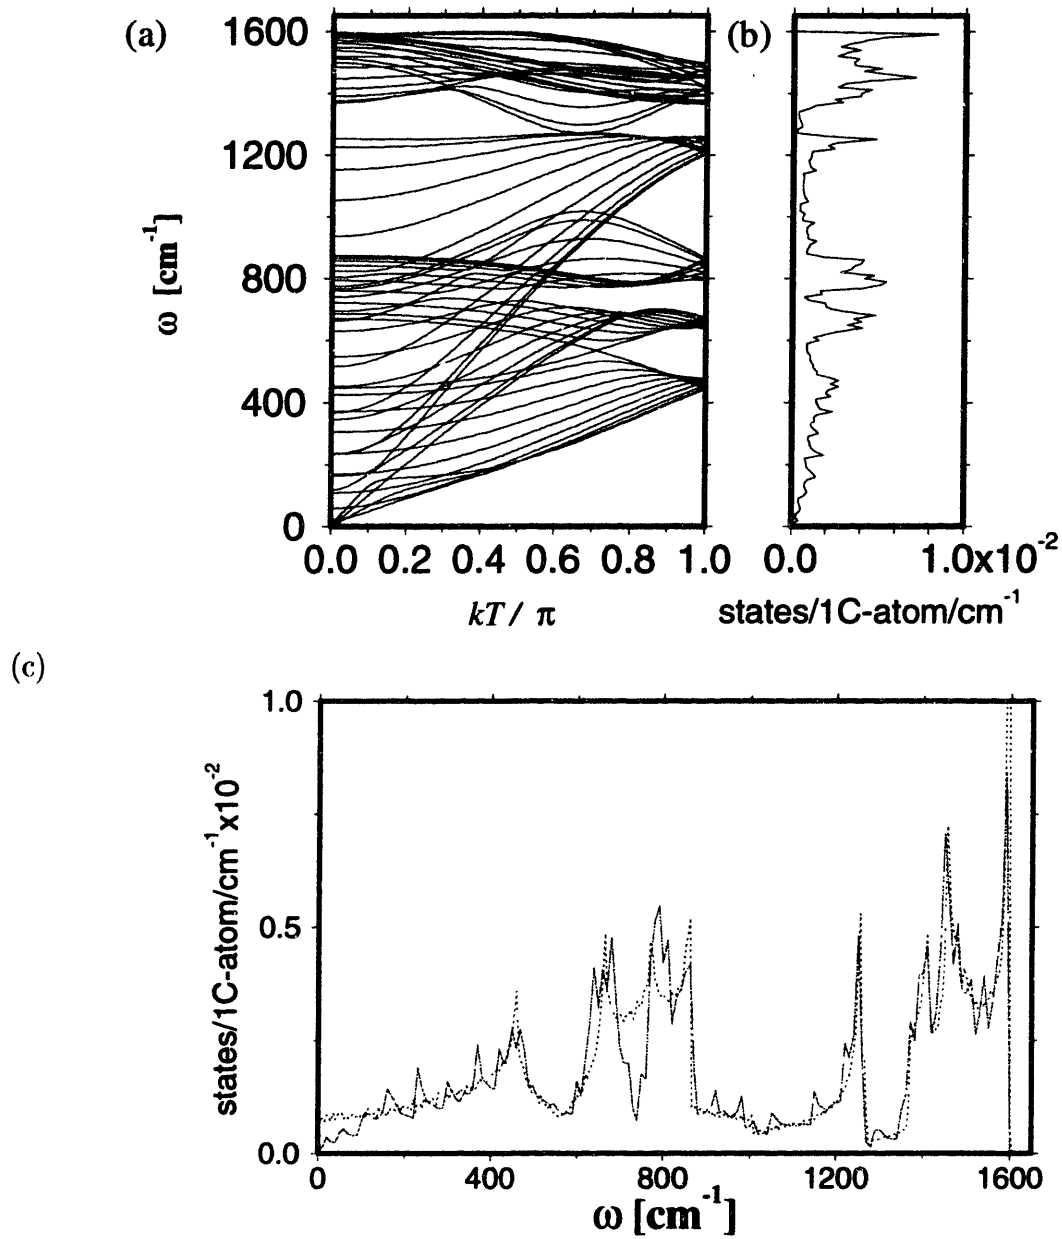 (a)
(b)
1600
1200
800
400
0
ω [cm⁻¹]
0.0 0.2 0.4 0.6 0.8 1.0
kT / π
0.0 1.0x10⁻²
states/1C-atom/cm⁻¹
(c)
1.0
0.5
0.0
states/1C-atom/cm⁻¹x10⁻²
0 400 800 1200 1600
ω [cm⁻¹]